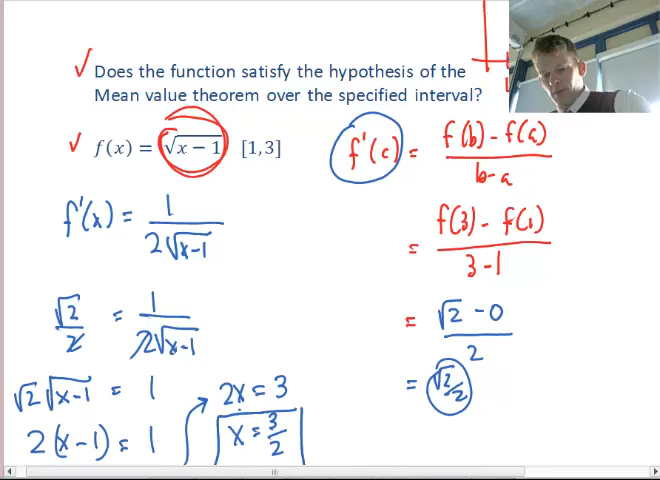 ✓ Does the function satisfy the hypothesis of the
Mean value theorem over the specified interval?
✓ f(x) = √(x − 1) [1,3]
f'(x) = 1 / (2√(x-1))
√2 / 2 = 1 / (2√(x-1))
√2 √(x-1) = 1
2(x-1) = 1
2x = 3
x = 3/2
f'(c) = (f(b) - f(a)) / (b-a)
= (f(3) - f(1)) / (3-1)
= (√2 - 0) / 2
= √2/2